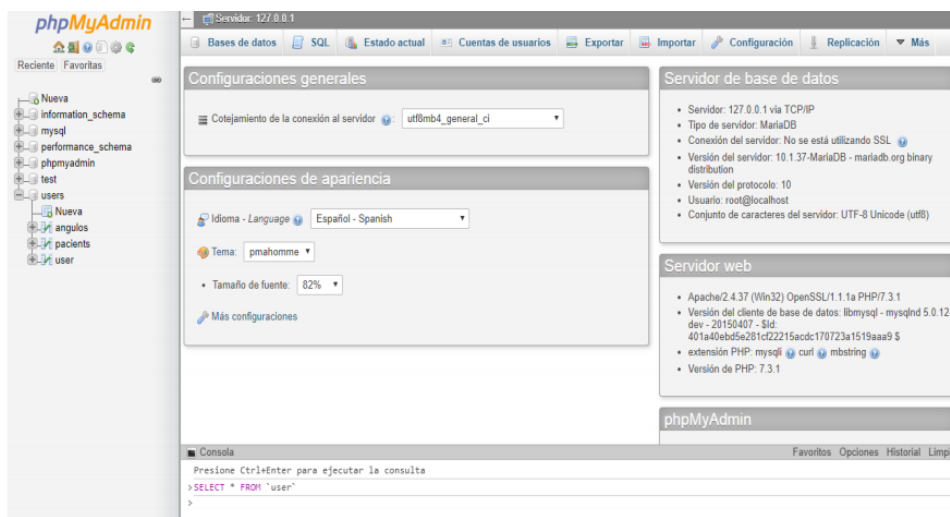 phpMyAdmin
Reciente Favoritas
Nueva
information_schema
mysql
performance_schema
phpmyadmin
test
users
Nueva
angulos
pacients
user
Servidor: 127.0.0.1
Bases de datos SQL Estado actual Cuentas de usuarios Exportar Importar Configuración Replicación Más
Configuraciones generales
Cotejamiento de la conexión al servidor : utf8mb4_general_ci
Configuraciones de apariencia
Idioma - Language Español - Spanish
Tema: pmahomme
Tamaño de fuente: 82%
Más configuraciones
Servidor de base de datos
Servidor: 127.0.0.1 via TCP/IP
Tipo de servidor: MariaDB
Conexión del servidor: No se está utilizando SSL
Versión del servidor: 10.1.37-MariaDB - mariadb.org binary
distribution
Versión del protocolo: 10
Usuario: root@localhost
Conjunto de caracteres del servidor: UTF-8 Unicode (utf8)
Servidor web
Apache/2.4.37 (Win32) OpenSSL/1.1.1a PHP/7.3.1
Versión del cliente de base de datos: libmysql - mysqlnd 5.0.12-
dev - 20150407 - $Id:
401a40ebd5e281cf22215acdc170723a1519aaa9 $
extensión PHP: mysqli curl mbstring
Versión de PHP: 7.3.1
phpMyAdmin
Consola Favoritos Opciones Historial Limpi
Presione Ctrl+Enter para ejecutar la consulta
>SELECT * FROM `user`
>